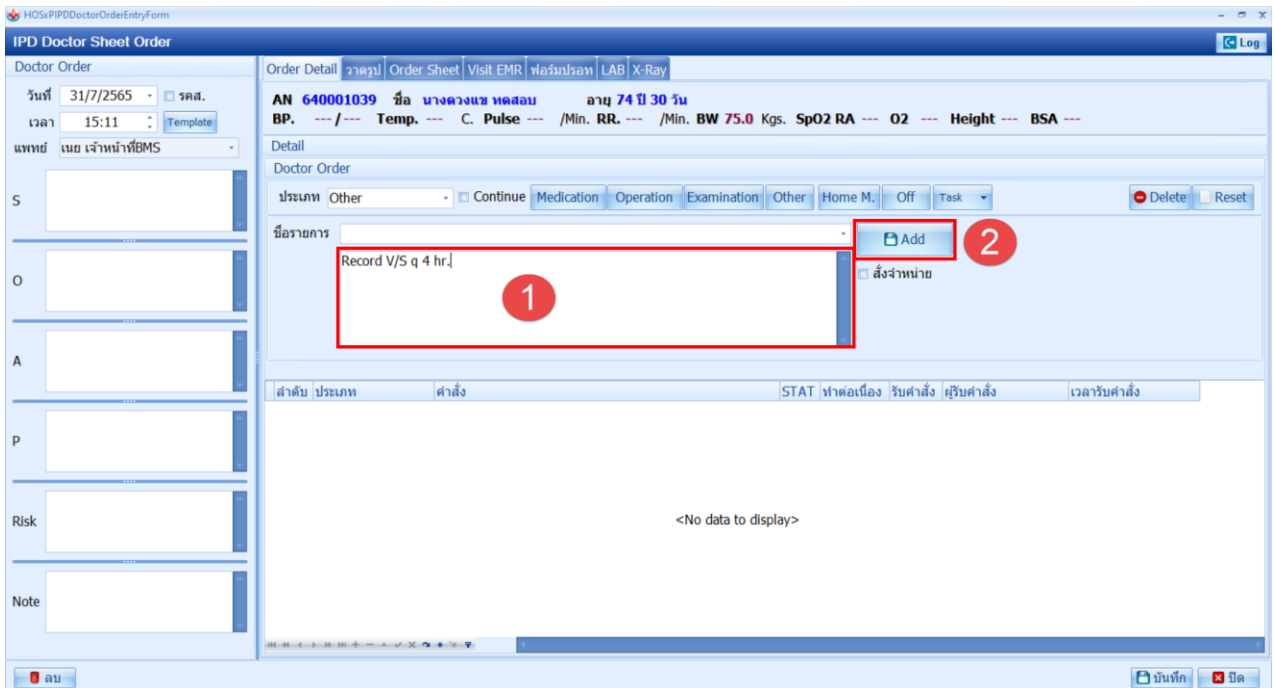 HOSxPIPDDoctorOrderEntryForm
IPD Doctor Sheet Order
Log
Doctor Order
วันที่ 31/7/2565 รคส.
เวลา 15:11 Template
แพทย์ เนย เจ้าหน้าที่BMS
S
O
A
P
Risk
Note
Order Detail วาดรูป Order Sheet Visit EMR ฟอร์มปรอท LAB X-Ray
AN 640001039 ชื่อ นางดวงแข ทดสอบ อายุ 74 ปี 30 วัน
BP. ---/--- Temp. --- C. Pulse --- /Min. RR. --- /Min. BW 75.0 Kgs. SpO2 RA --- O2 --- Height --- BSA ---
Detail
Doctor Order
ประเภท Other Continue Medication Operation Examination Other Home M. Off Task Delete Reset
ชื่อรายการ Add 2
Record V/S q 4 hr.
สั่งจำหน่าย
1
ลำดับ ประเภท คำสั่ง STAT ทำต่อเนื่อง รับคำสั่ง ผู้รับคำสั่ง เวลารับคำสั่ง
<No data to display>
ลบ บันทึก ปิด